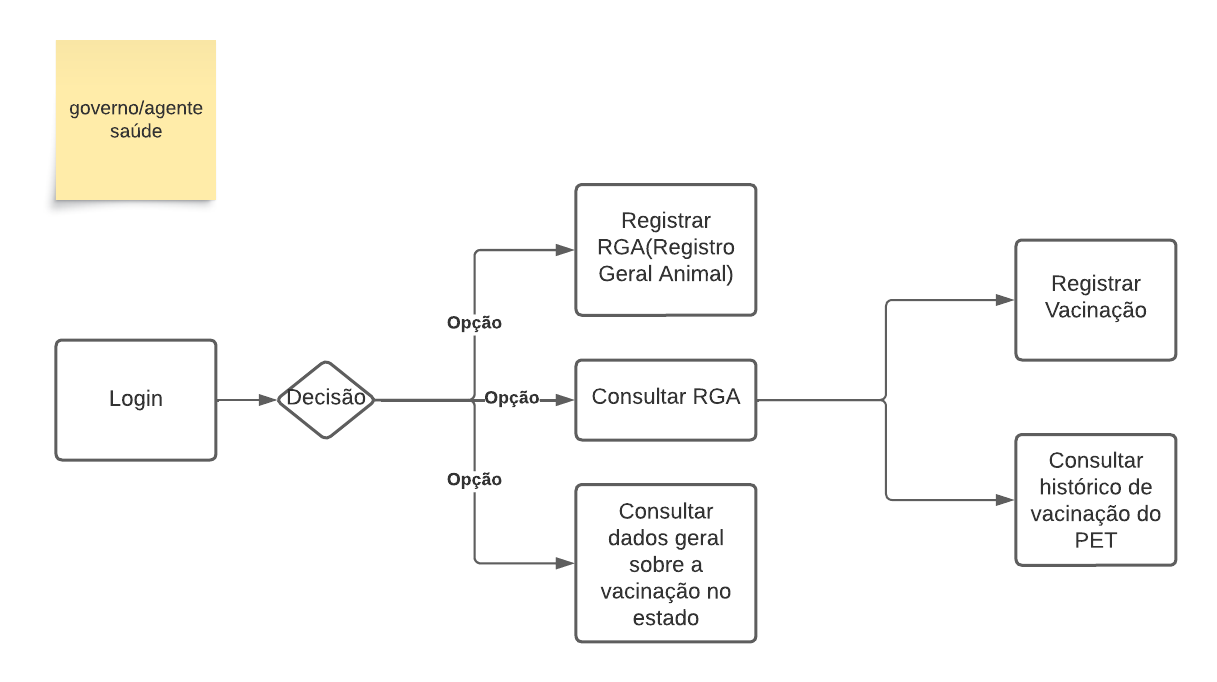 governo/agente
saúde
Registrar
RGA(Registro
Geral Animal)
Registrar
Vacinação
Opção
Login
Decisão
Opção
Consultar RGA
Opção
Consultar
histórico de
vacinação do
PET
Consultar
dados geral
sobre a
vacinação no
estado